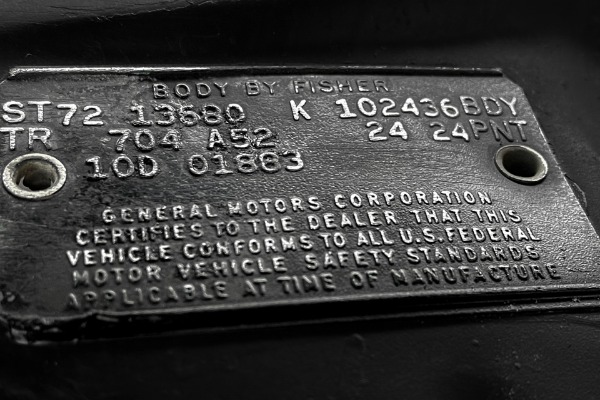 BODY BY FISHER
ST72 13680 K 102436BDY
TR 704 A52 24 24PNT
10D 01883
GENERAL MOTORS CORPORATION
CERTIFIES TO THE DEALER THAT THIS
VEHICLE CONFORMS TO ALL U.S. FEDERAL
MOTOR VEHICLE SAFETY STANDARDS
APPLICABLE AT TIME OF MANUFACTURE